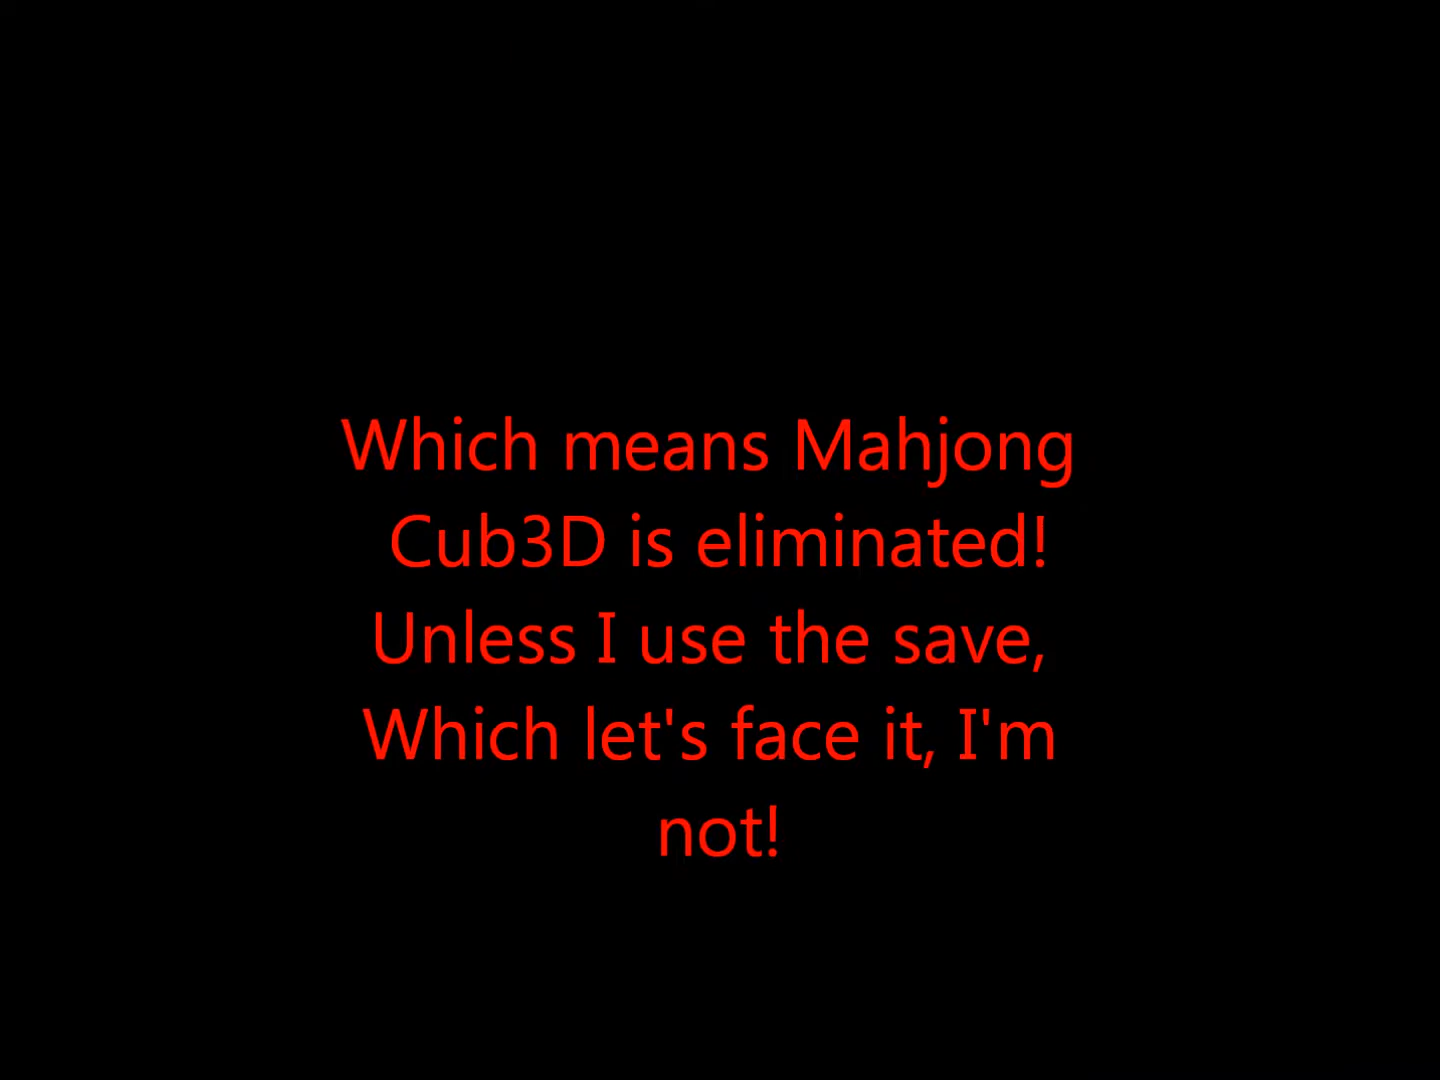 Which means Mahjong
Cub3D is eliminated!
Unless I use the save,
Which let's face it, I'm
not!